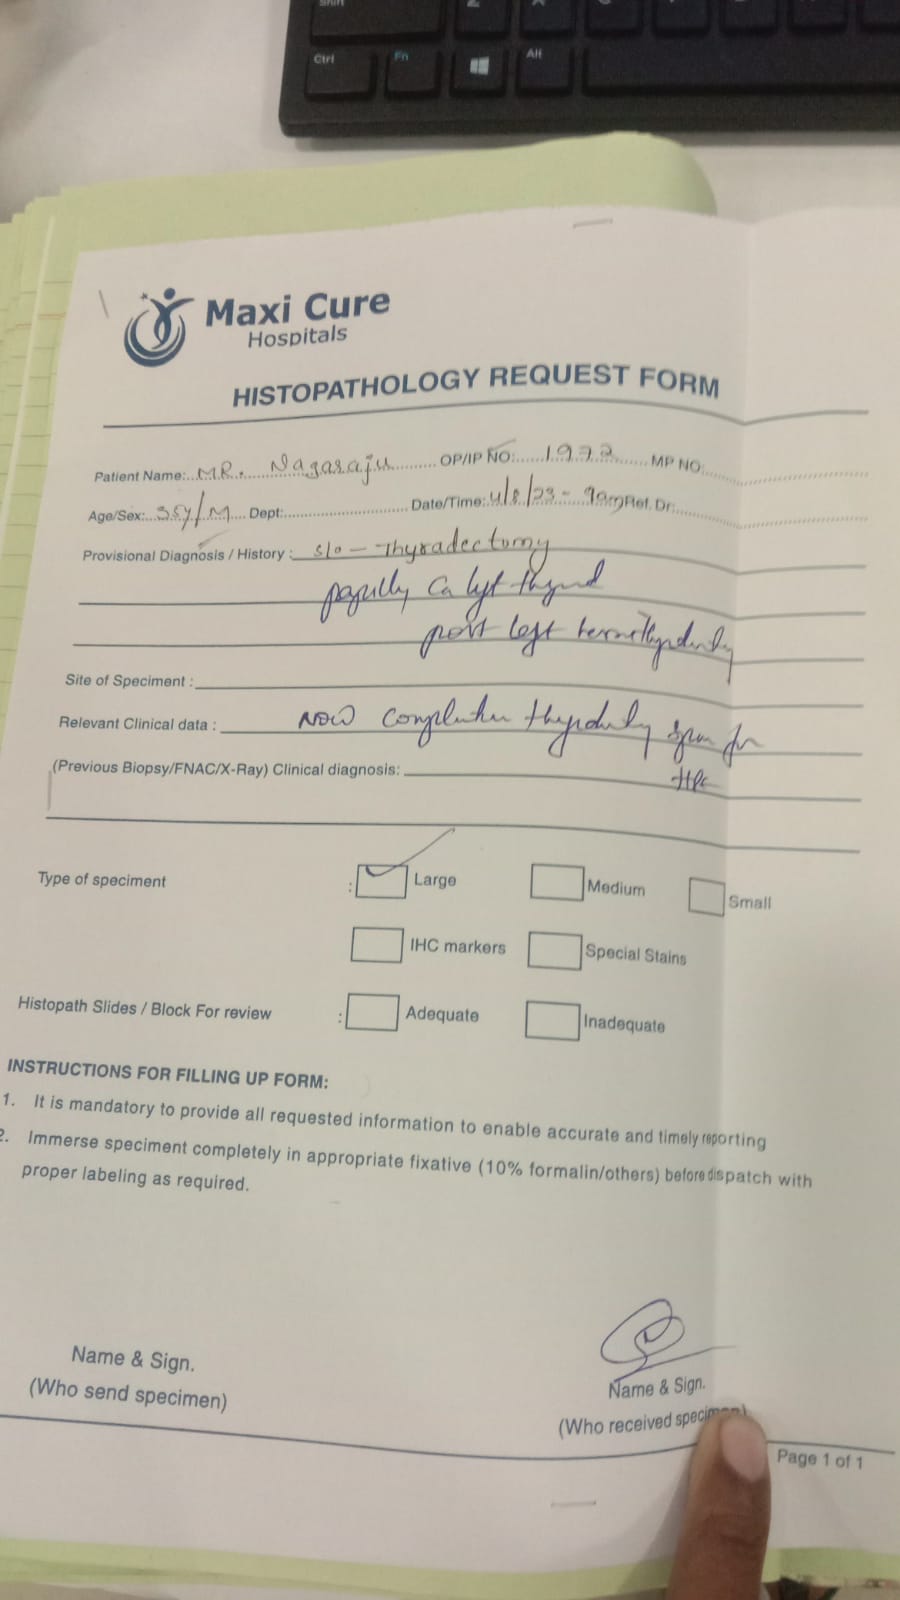 Shift
Ctrl Fn Alt
Maxi Cure
Hospitals
HISTOPATHOLOGY REQUEST FORM
Patient Name: MR. Nagaraju OP/IP NO: 1972 MP NO:
Age/Sex: 35y/M Dept: Date/Time: 4/8/23 - 9am Ref. Dr:
Provisional Diagnosis / History : S/o - Thyradectomy
Ca left thyroid
post left
Site of Speciment :
Relevant Clinical data : NOW for
(Previous Biopsy/FNAC/X-Ray) Clinical diagnosis:
HPE
Type of speciment : Large Medium Small
IHC markers Special Stains
Histopath Slides / Block For review : Adequate Inadequate
INSTRUCTIONS FOR FILLING UP FORM:
1. It is mandatory to provide all requested information to enable accurate and timely reporting
2. Immerse speciment completely in appropriate fixative (10% formalin/others) before dispatch with
proper labeling as required.
Name & Sign. Name & Sign.
(Who send specimen) (Who received specimen)
Page 1 of 1